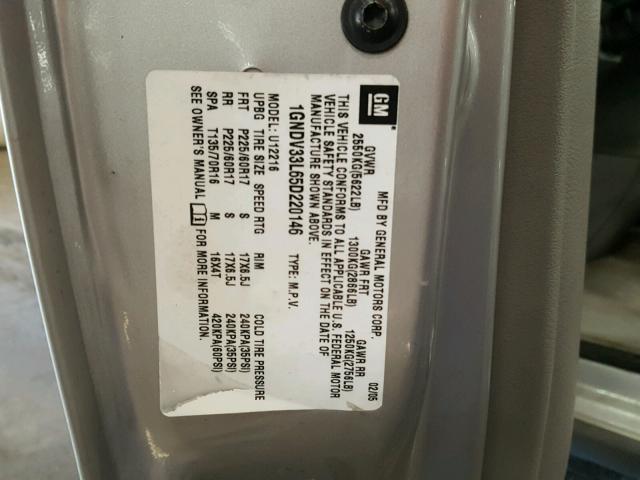 GM
MFD BY GENERAL MOTORS CORP. 02/05
GVWR GAWR FRT GAWR RR
2550KG(5622LB) 1300KG(2866LB) 1250KG(2756LB)
THIS VEHICLE CONFORMS TO ALL APPLICABLE U.S. FEDERAL MOTOR
VEHICLE SAFETY STANDARDS IN EFFECT ON THE DATE OF
MANUFACTURE SHOWN ABOVE.
1GNDV33L65D220146 TYPE: M.P.V.
MODEL: U12216
UPBG TIRE SIZE SPEED RTG RIM COLD TIRE PRESSURE
FRT P225/60R17 S 17X6.5J 240KPA(35PSI)
RR P225/60R17 S 17X6.5J 240KPA(35PSI)
SPA T135/70R16 M 16X4T 420KPA(60PSI)
SEE OWNER'S MANUAL FOR MORE INFORMATION.